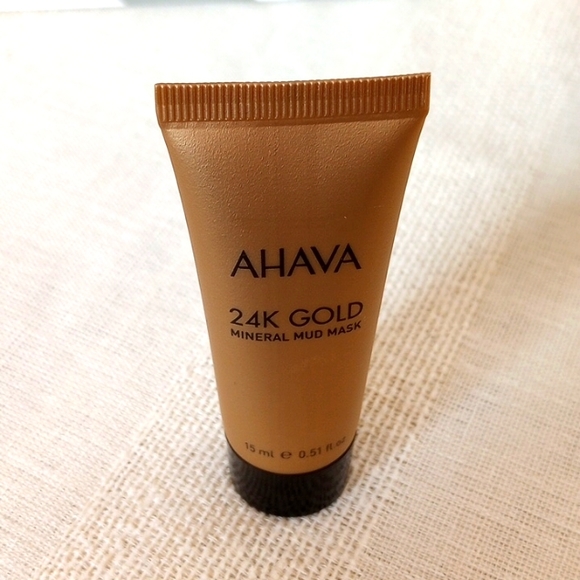 AHAVA
24K GOLD
MINERAL MUD MASK
15 ml e 0.51 fl.oz